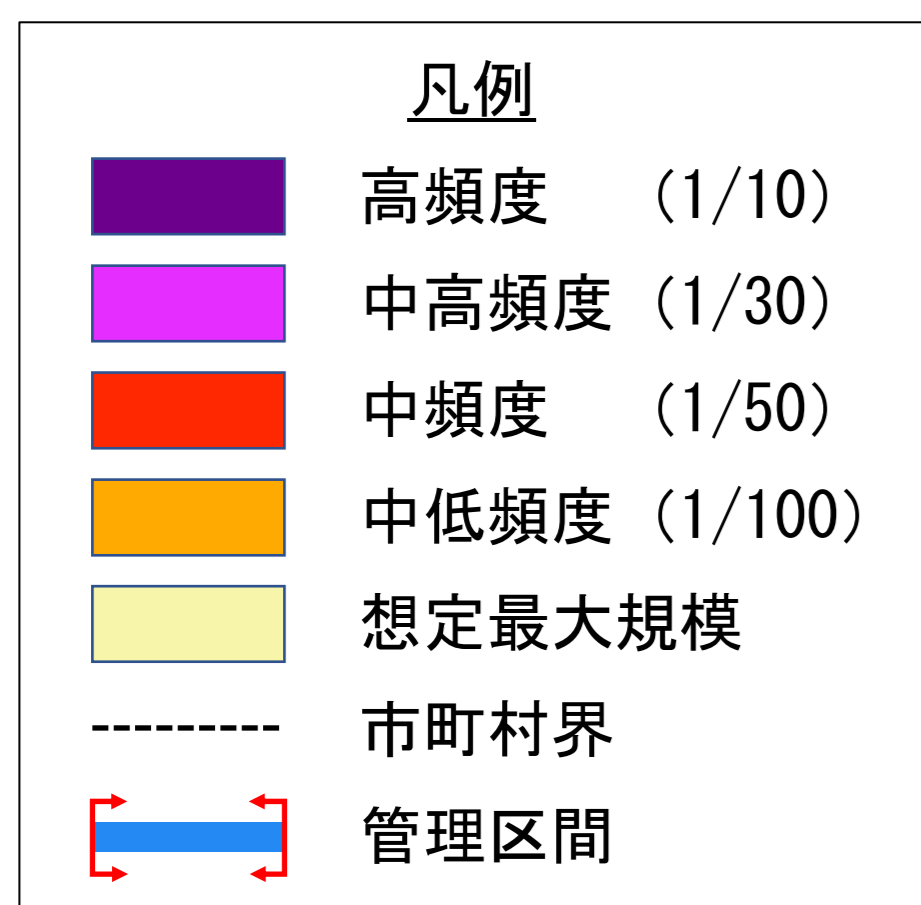 凡例
高頻度　　(1/10)
中高頻度 (1/30)
中頻度　　(1/50)
中低頻度 (1/100)
想定最大規模
市町村界
管理区間